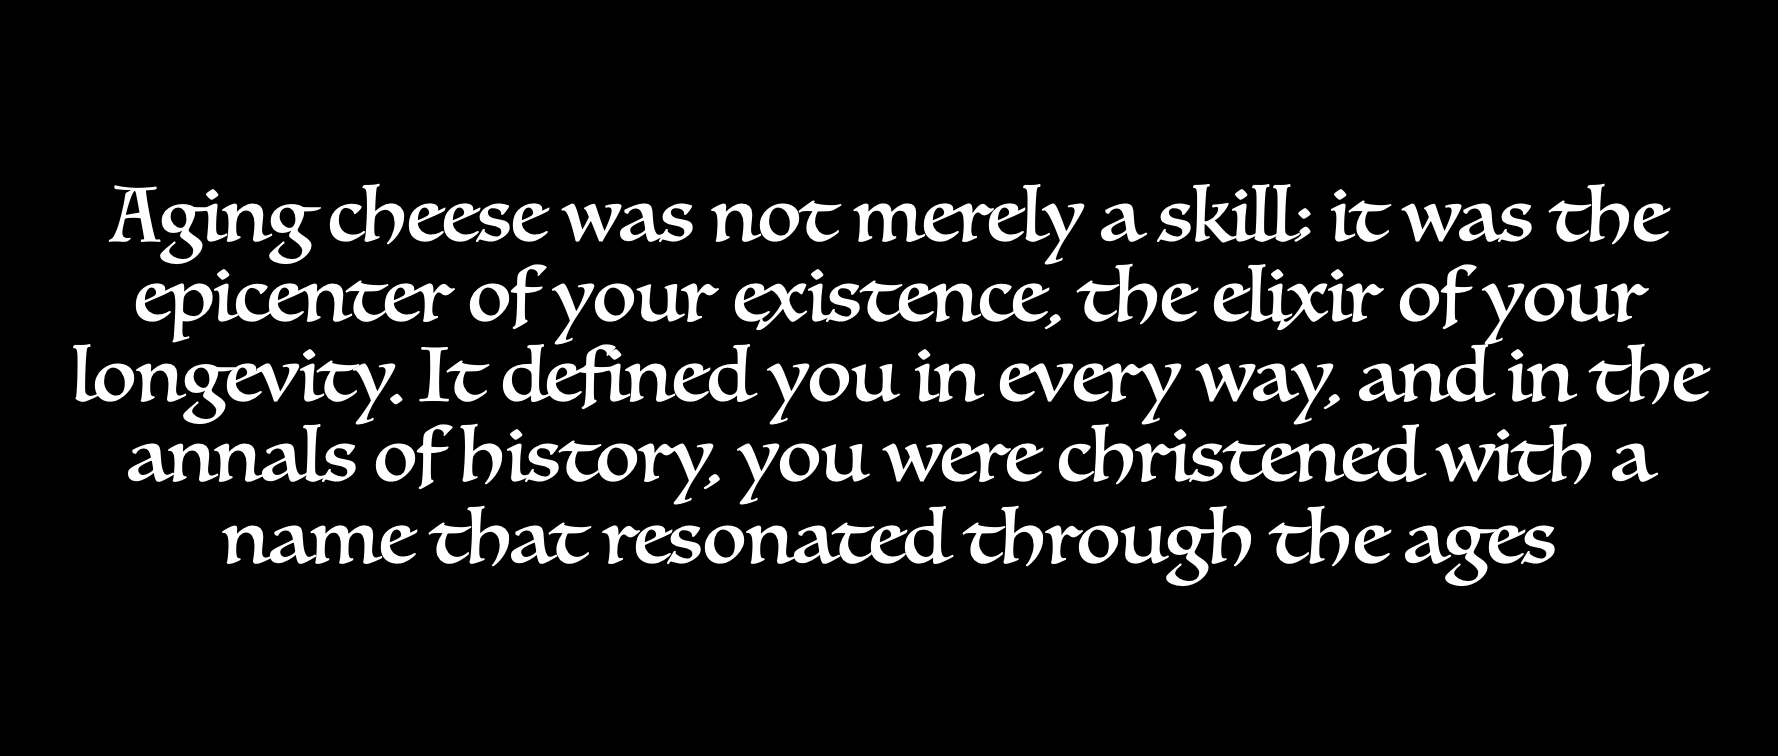 Aging cheese was not merely a skill; it was the
epicenter of your existence, the elixir of your
longevity. It defined you in every way, and in the
annals of history, you were christened with a
name that resonated through the ages